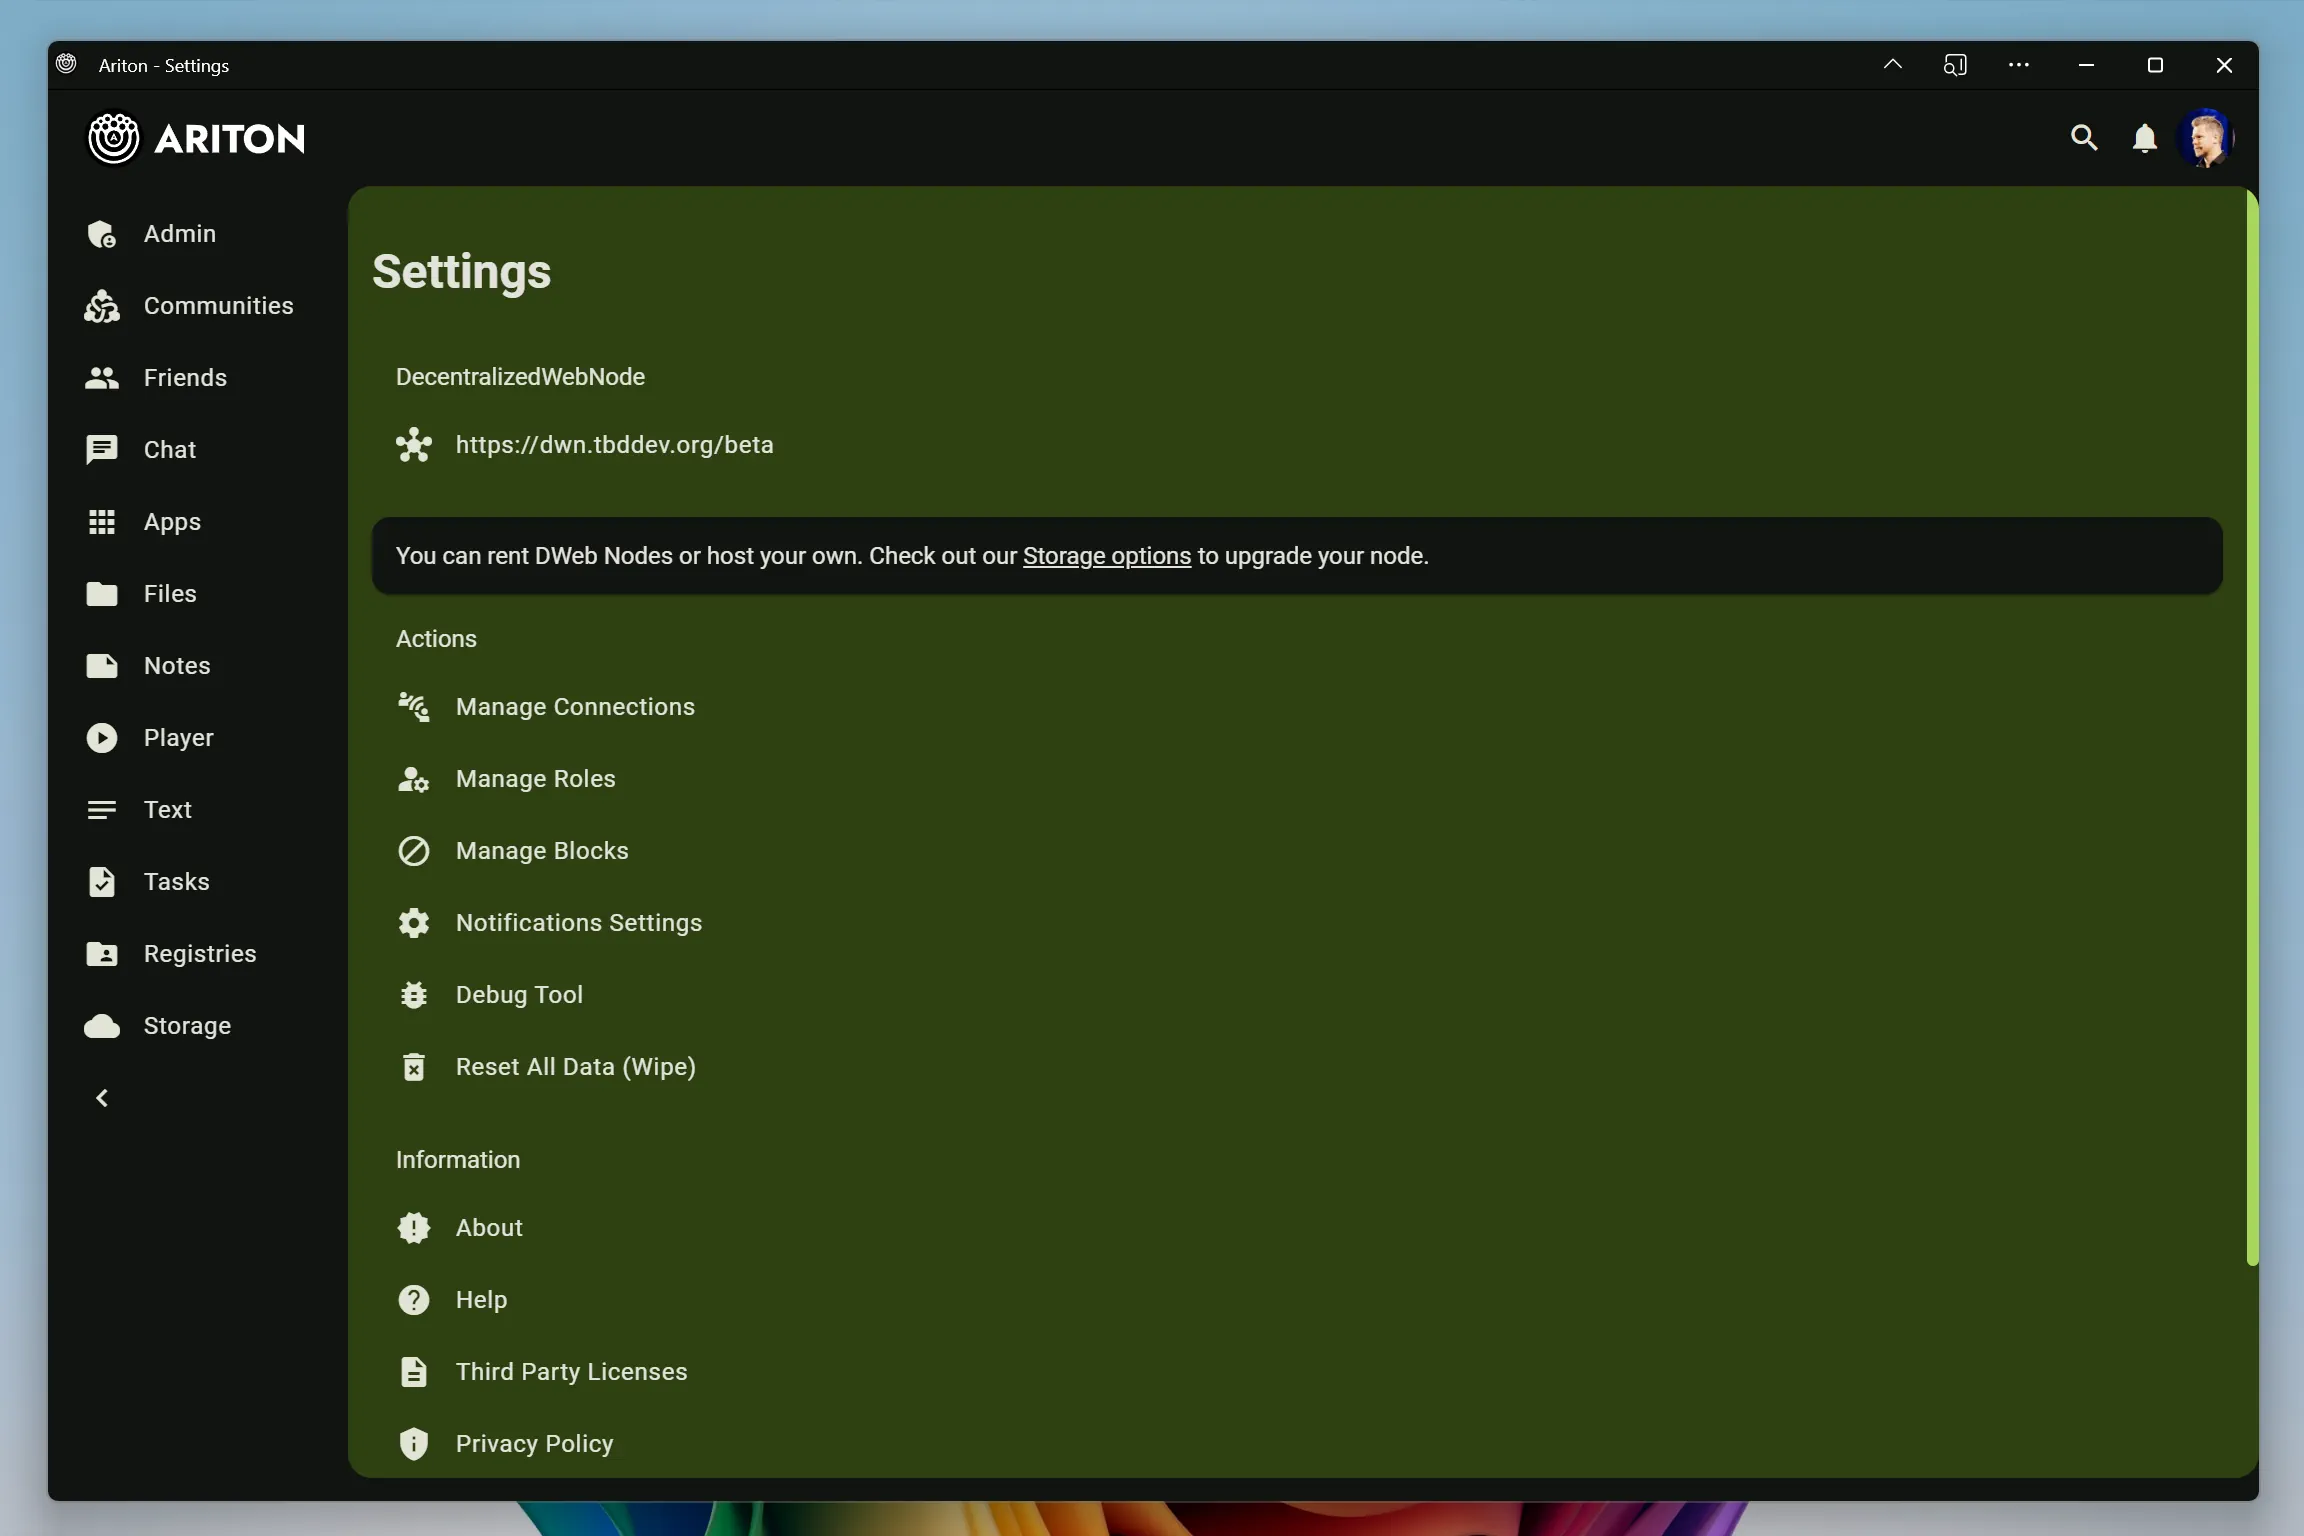 Ariton - Settings
ARITON
Admin
Communities
Friends
Chat
Apps
Files
Notes
Player
Text
Tasks
Registries
Storage
Settings
DecentralizedWebNode
https://dwn.tbddev.org/beta
You can rent DWeb Nodes or host your own. Check out our Storage options to upgrade your node.
Actions
Manage Connections
Manage Roles
Manage Blocks
Notifications Settings
Debug Tool
Reset All Data (Wipe)
Information
About
Help
Third Party Licenses
Privacy Policy